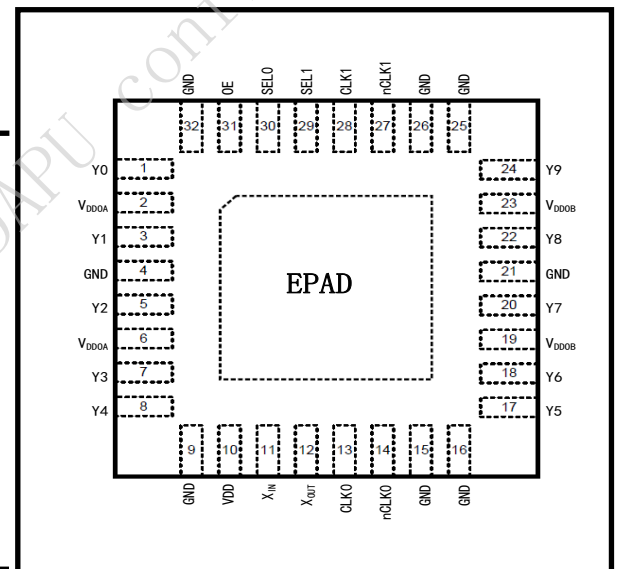 DAPU conf
GND OE SEL0 SEL1 CLK1 nCLK1 GND GND
32 31 30 29 28 27 26 25
Y0 1 24 Y9
VDDOA 2 23 VDDOB
Y1 3 22 Y8
GND 4 21 GND
EPAD
Y2 5 20 Y7
VDDOA 6 19 VDDOB
Y3 7 18 Y6
Y4 8 17 Y5
9 10 11 12 13 14 15 16
GND VDD XIN XOUT CLK0 nCLK0 GND GND